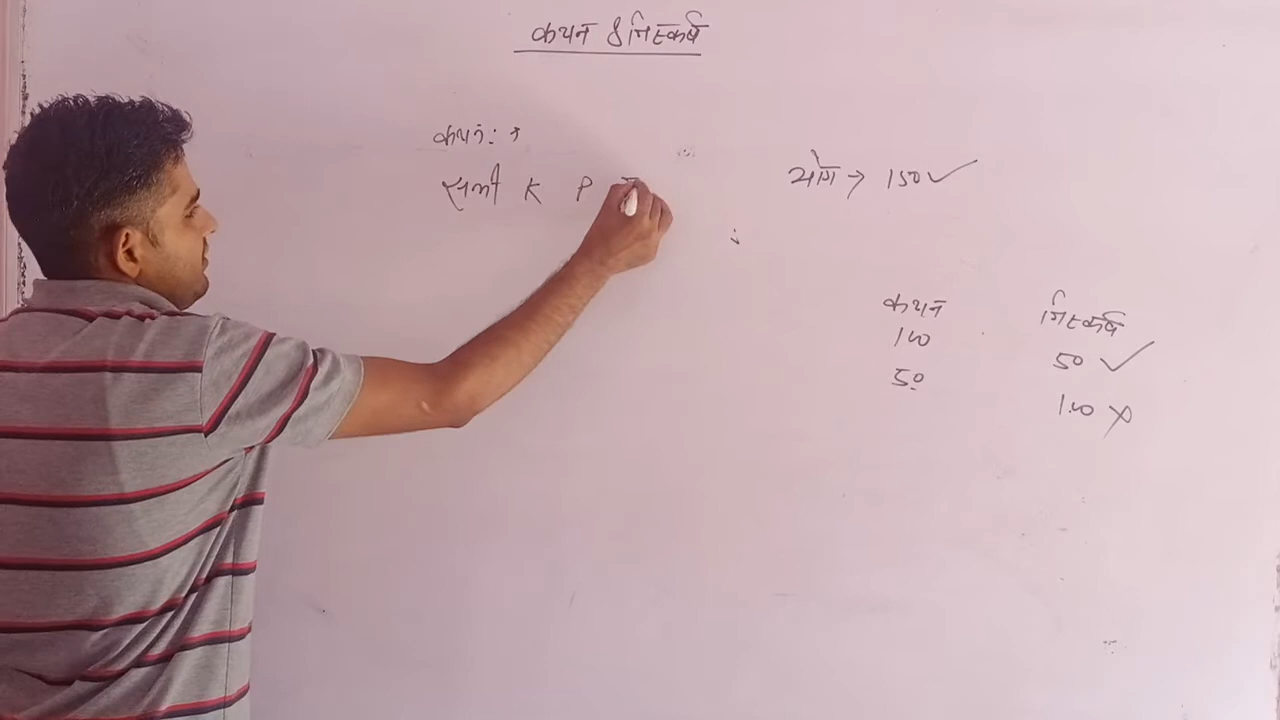 कथन & निष्कर्ष
कथन: →
सभी K P
योग → 150 ✓
कथन निष्कर्ष
100 50 ✓
50 100 ✗